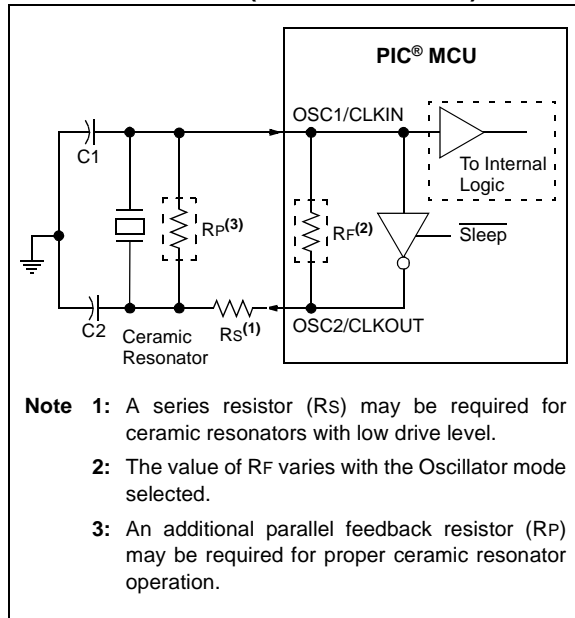 PIC® MCU
OSC1/CLKIN
C1
To Internal
Logic
RP(3)
RF(2)
Sleep
C2
Ceramic
Resonator
RS(1)
OSC2/CLKOUT
Note 1: A series resistor (RS) may be required for
ceramic resonators with low drive level.
2: The value of RF varies with the Oscillator mode
selected.
3: An additional parallel feedback resistor (RP)
may be required for proper ceramic resonator
operation.